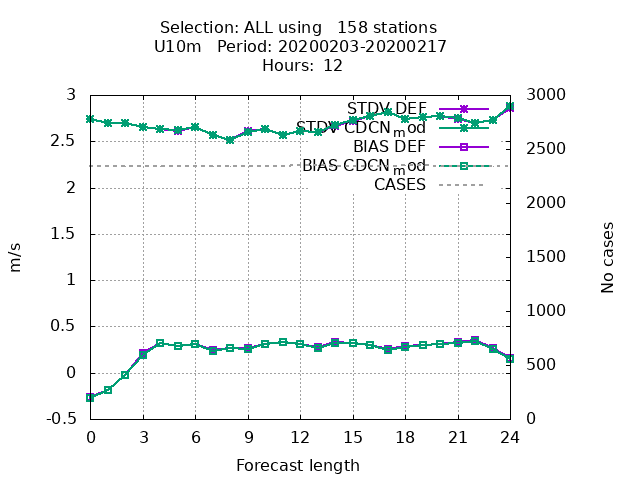 Selection: ALL using   158 stations
U10m   Period: 20200203-20200217
Hours: 12
STDV DEF
STDV CDCNmod
BIAS DEF
BIAS CDCNmod
CASES
3
2.5
2
1.5
1
0.5
0
-0.5
m/s
3000
2500
2000
1500
1000
500
0
No cases
0 3 6 9 12 15 18 21 24
Forecast length